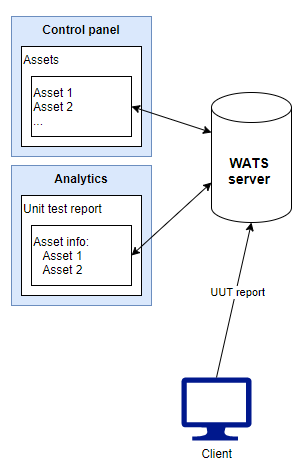 Control panel
Assets
Asset 1
Asset 2
...
Analytics
Unit test report
Asset info:
Asset 1
Asset 2
WATS
server
UUT report
Client